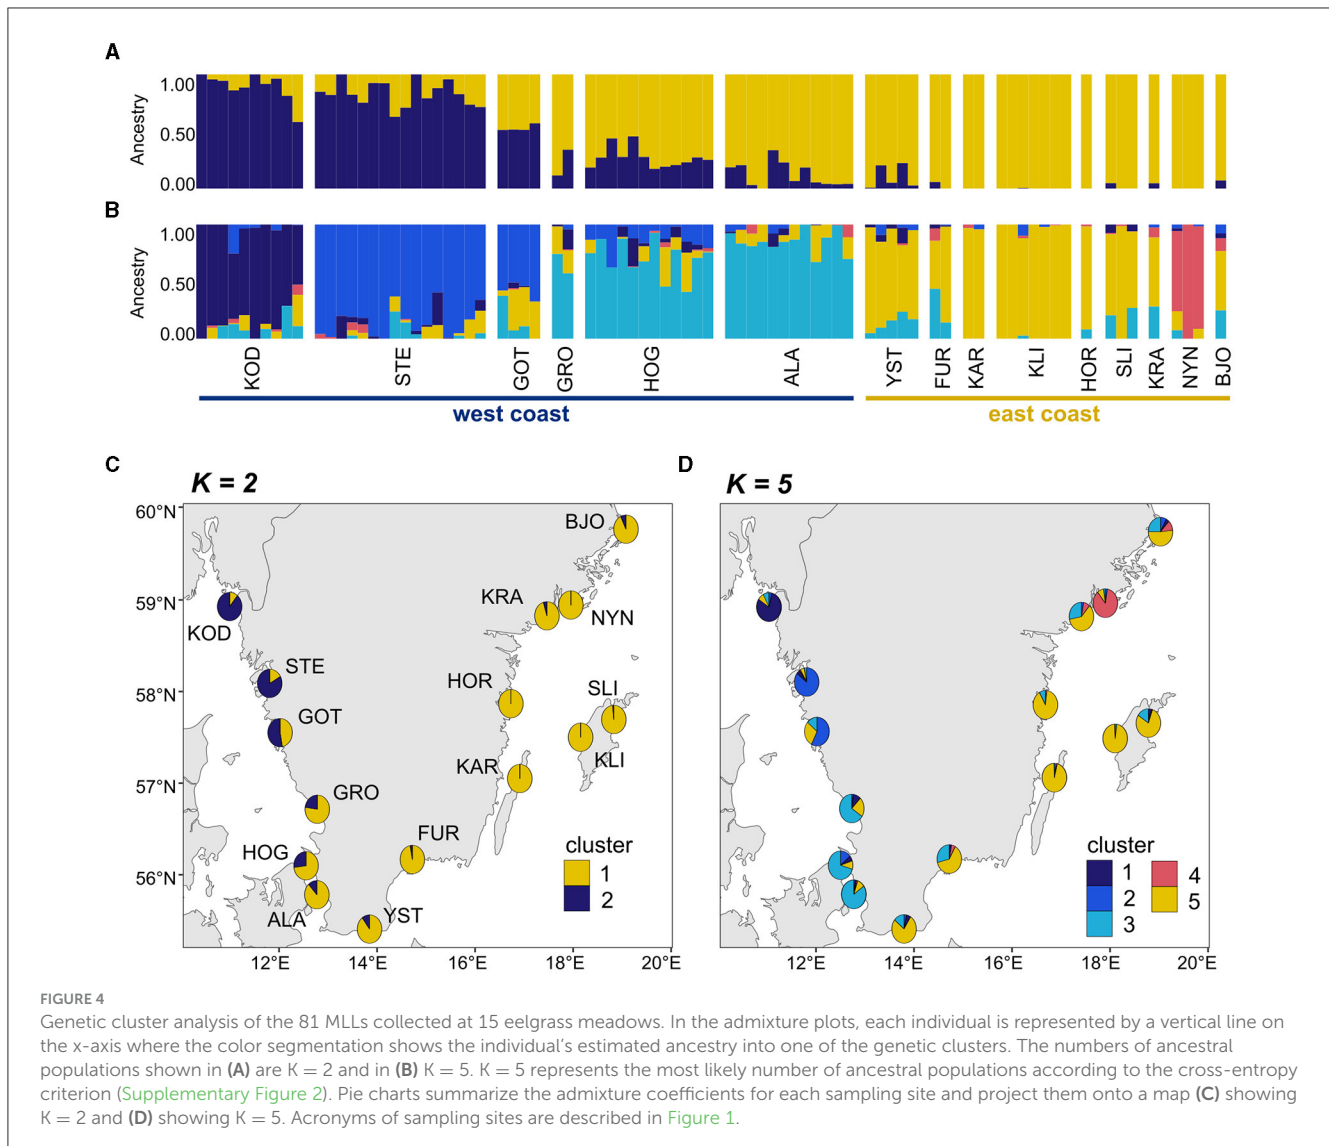 A
1.00
0.50
0.00
Ancestry
B
1.00
0.50
0.00
Ancestry
KOD STE GOT GRO HOG ALA YST FUR KAR KLI HOR SLI KRA NYN BJO
west coast east coast
C
K = 2
60°N
59°N
58°N
57°N
56°N
BJO
KRA
NYN
KOD
STE
HOR
SLI
GOT
KLI
KAR
GRO
FUR
HOG
ALA
YST
cluster
1
2
12°E 14°E 16°E 18°E 20°E
D
K = 5
cluster
1 4
2 5
3
12°E 14°E 16°E 18°E 20°E
FIGURE 4
Genetic cluster analysis of the 81 MLLs collected at 15 eelgrass meadows. In the admixture plots, each individual is represented by a vertical line on
the x-axis where the color segmentation shows the individual's estimated ancestry into one of the genetic clusters. The numbers of ancestral
populations shown in (A) are K = 2 and in (B) K = 5. K = 5 represents the most likely number of ancestral populations according to the cross-entropy
criterion (Supplementary Figure 2). Pie charts summarize the admixture coefficients for each sampling site and project them onto a map (C) showing
K = 2 and (D) showing K = 5. Acronyms of sampling sites are described in Figure 1.